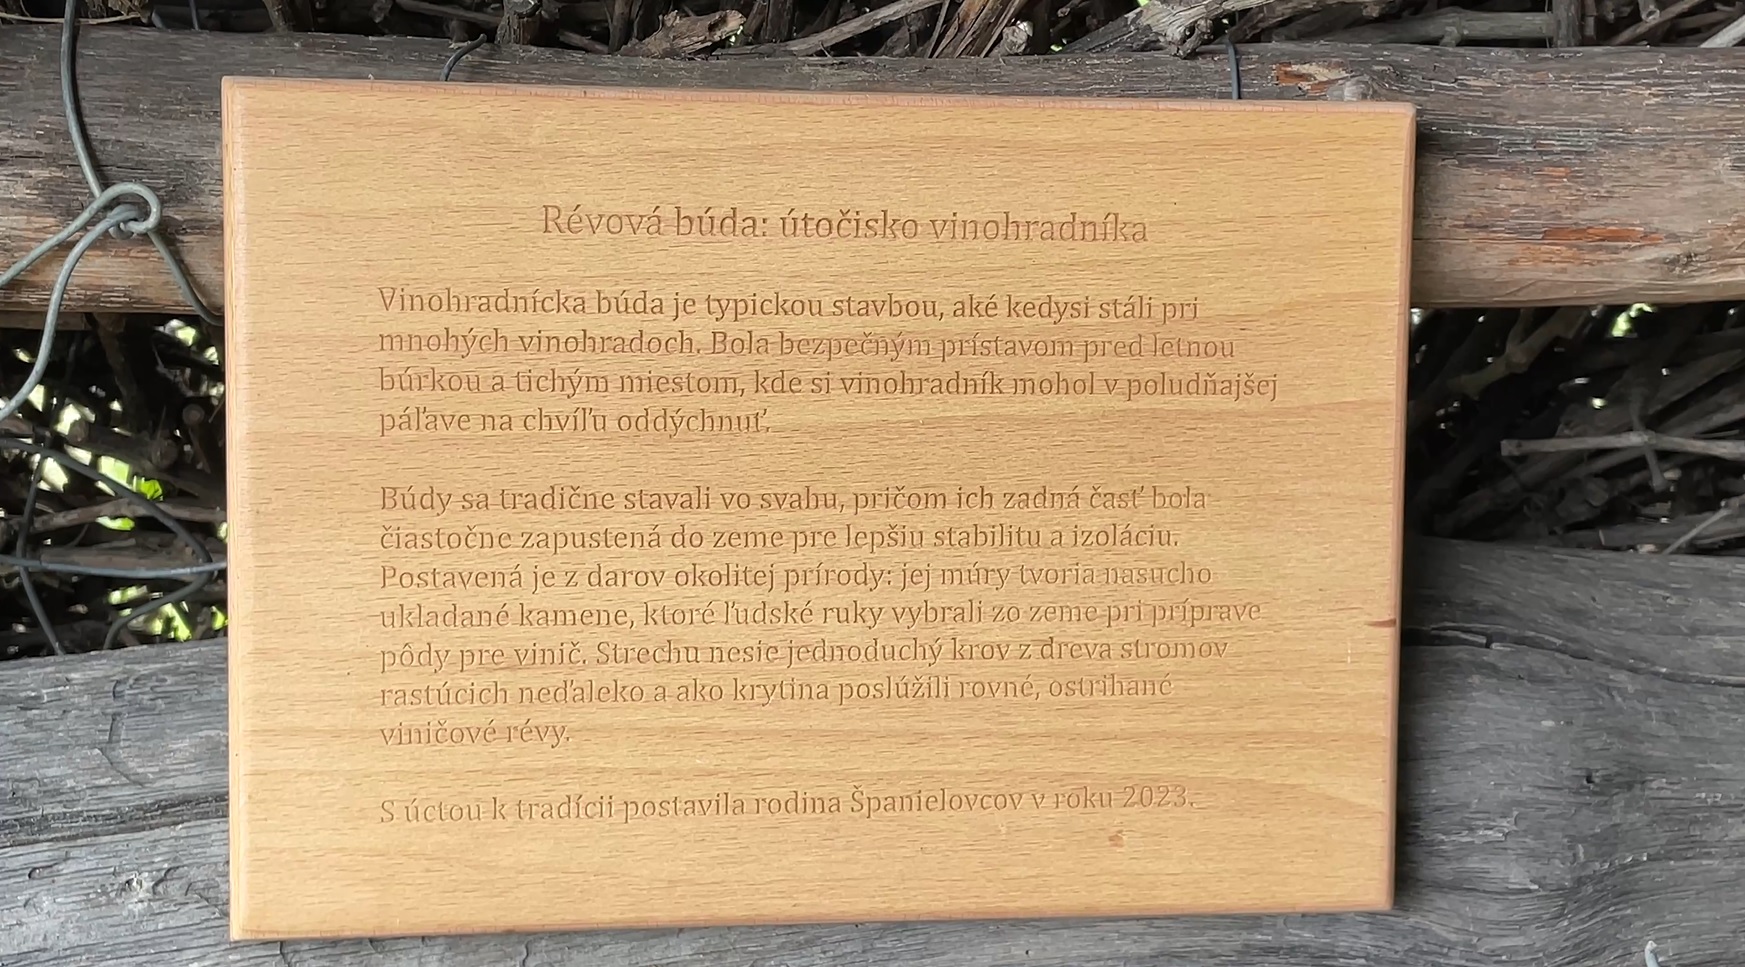 Révová búda: útočisko vinohradníka
Vinohradnícka búda je typickou stavbou, aké kedysi stáli pri
mnohých vinohradoch. Bola bezpečným prístavom pred letnou
búrkou a tichým miestom, kde si vinohradník mohol v poludňajšej
páľave na chvíľu oddýchnuť.
Búdy sa tradične stavali vo svahu, pričom ich zadná časť bola
čiastočne zapustená do zeme pre lepšiu stabilitu a izoláciu.
Postavená je z darov okolitej prírody: jej múry tvoria nasucho
ukladané kamene, ktoré ľudské ruky vybrali zo zeme pri príprave
pôdy pre vinič. Strechu nesie jednoduchý krov z dreva stromov
rastúcich neďaleko a ako krytina poslúžili rovné, ostrihané
viničové révy.
S úctou k tradícii postavila rodina Španielovcov v roku 2023.